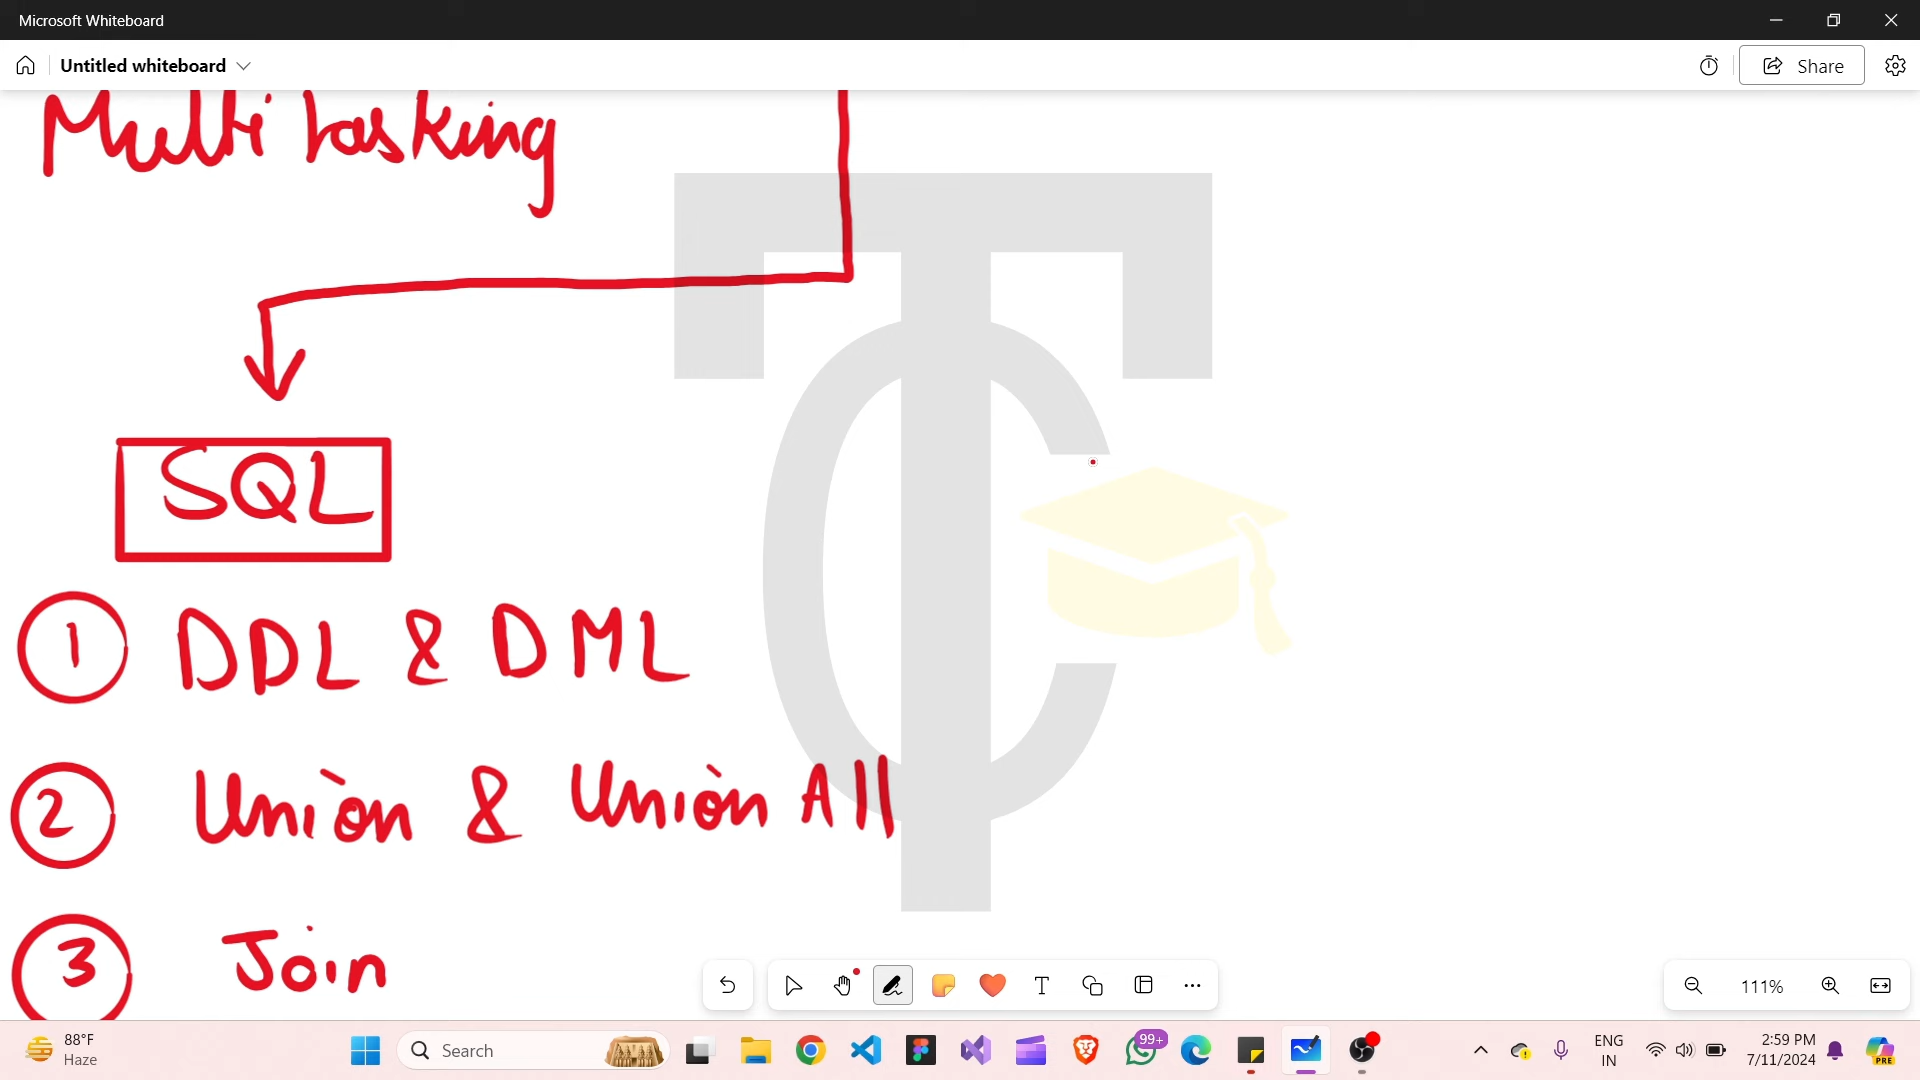 Microsoft Whiteboard
Untitled whiteboard
Share
Multi tasking
SQL
1 DDL & DML
2 Union & Union All
3 Join
111%
88°F
Haze
Search
99+
ENG
IN
2:59 PM
7/11/2024
PRE